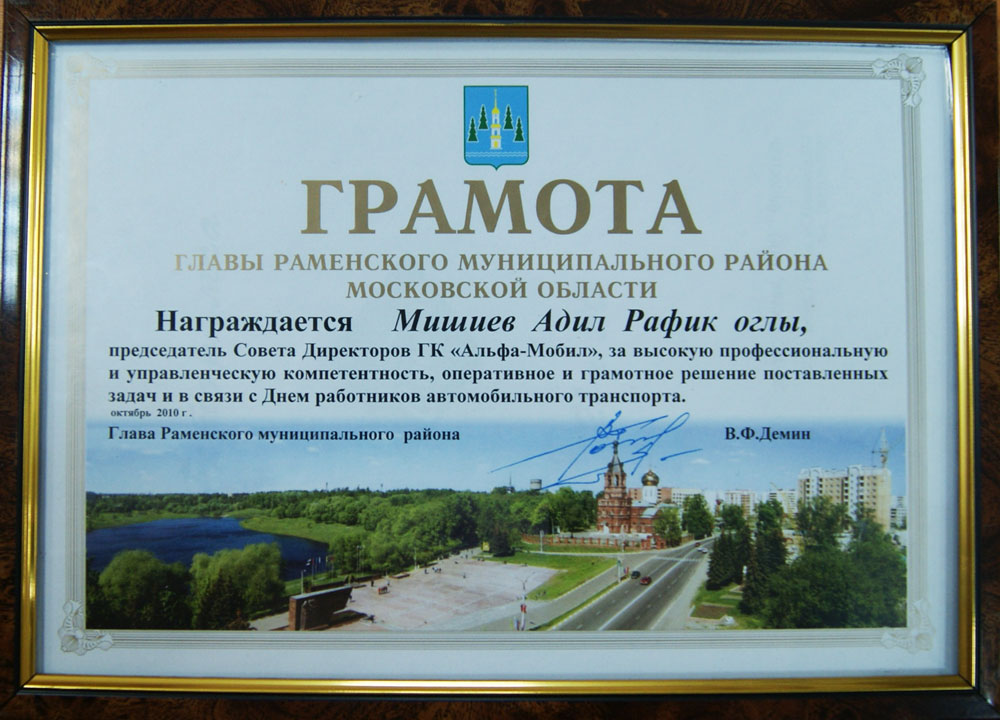 ГРАМОТА
ГЛАВЫ РАМЕНСКОГО МУНИЦИПАЛЬНОГО РАЙОНА
МОСКОВСКОЙ ОБЛАСТИ
Награждается Мишиев Адил Рафик оглы,
председатель Совета Директоров ГК «Альфа-Мобил», за высокую профессиональную
и управленческую компетентность, оперативное и грамотное решение поставленных
задач и в связи с Днем работников автомобильного транспорта.
октябрь 2010 г .
Глава Раменского муниципального района В.Ф.Демин